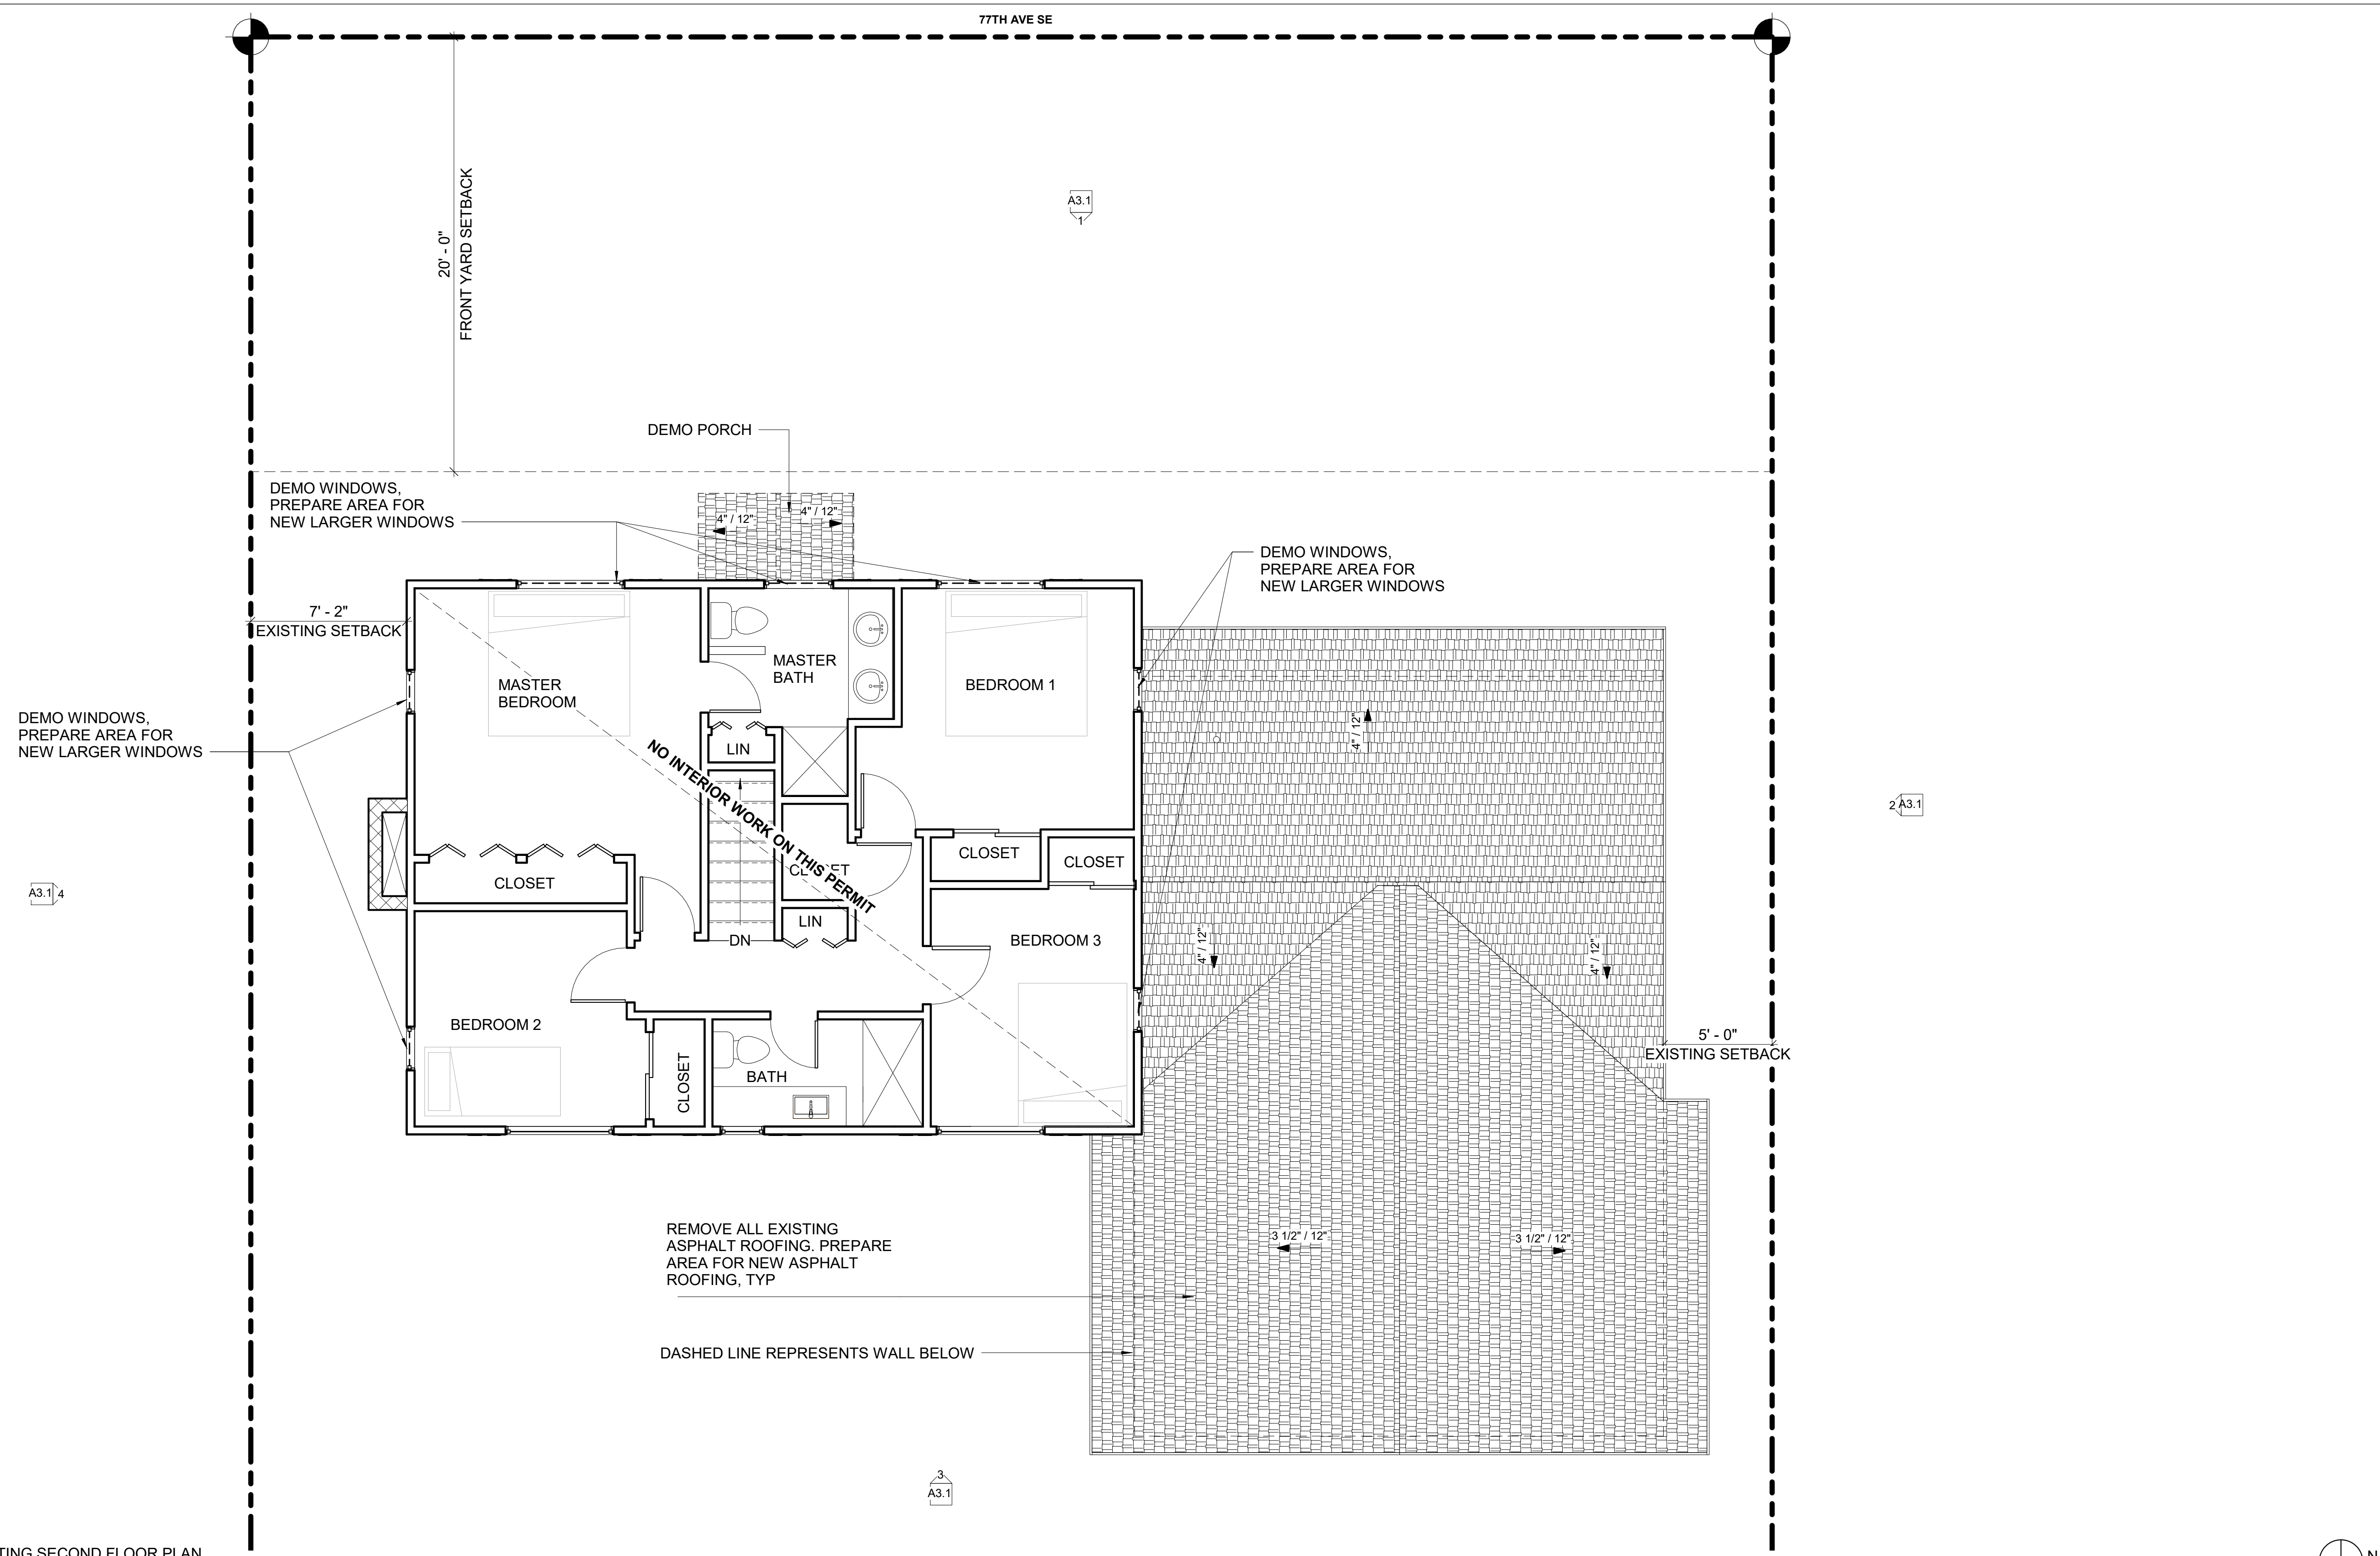 77TH AVE SE
A3.1
1
20' - 0"
FRONT YARD SETBACK
DEMO PORCH
DEMO WINDOWS,
PREPARE AREA FOR
NEW LARGER WINDOWS
4" / 12"
4" / 12"
DEMO WINDOWS,
PREPARE AREA FOR
NEW LARGER WINDOWS
7' - 2"
EXISTING SETBACK
MASTER
BEDROOM
MASTER
BATH
BEDROOM 1
DEMO WINDOWS,
PREPARE AREA FOR
NEW LARGER WINDOWS
LIN
4" / 12"
NO INTERIOR WORK ON THIS PERMIT
2
A3.1
CLOSET
CLOSET
CLOSET
CLOSET
A3.1
4
LIN
DN
BEDROOM 3
4" / 12"
4" / 12"
BEDROOM 2
5' - 0"
EXISTING SETBACK
CLOSET
BATH
REMOVE ALL EXISTING
ASPHALT ROOFING. PREPARE
AREA FOR NEW ASPHALT
ROOFING, TYP
3 1/2" / 12"
3 1/2" / 12"
DASHED LINE REPRESENTS WALL BELOW
3
A3.1
TING SECOND FLOOR PLAN
N